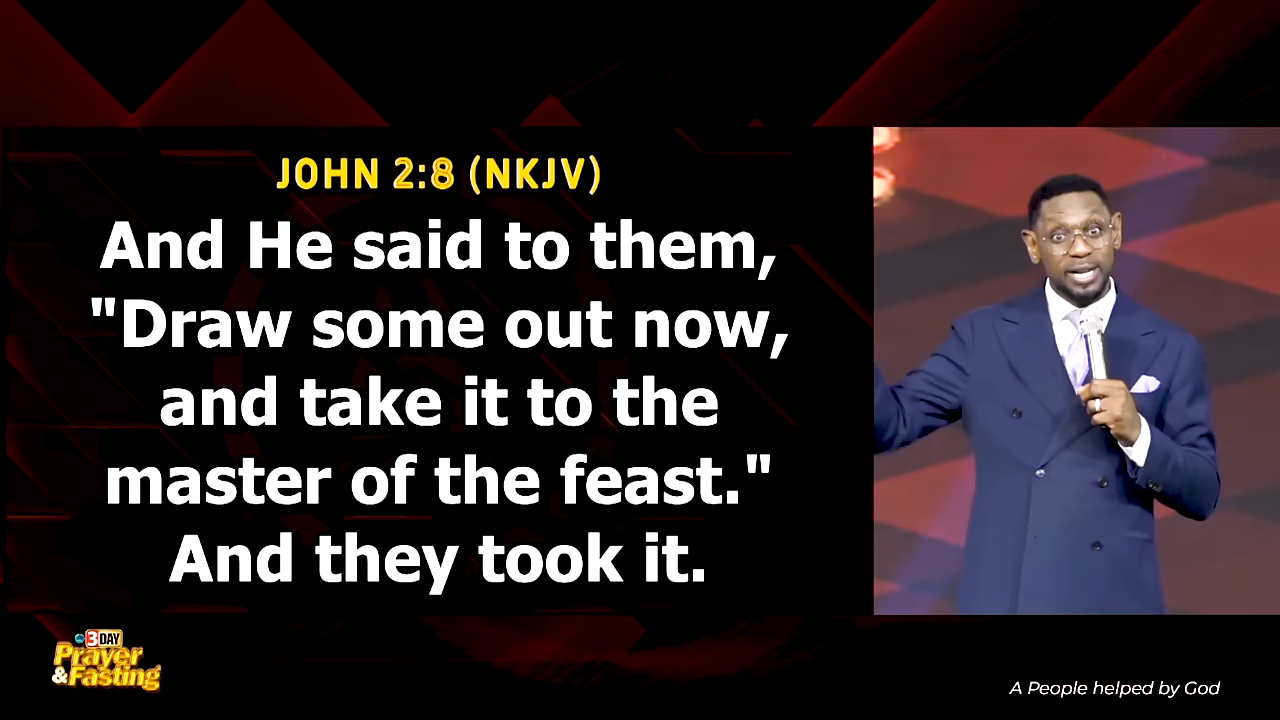 JOHN 2:8 (NKJV)
And He said to them,
"Draw some out now,
and take it to the
master of the feast."
And they took it.
3 DAY
Prayer
&Fasting
A People helped by God